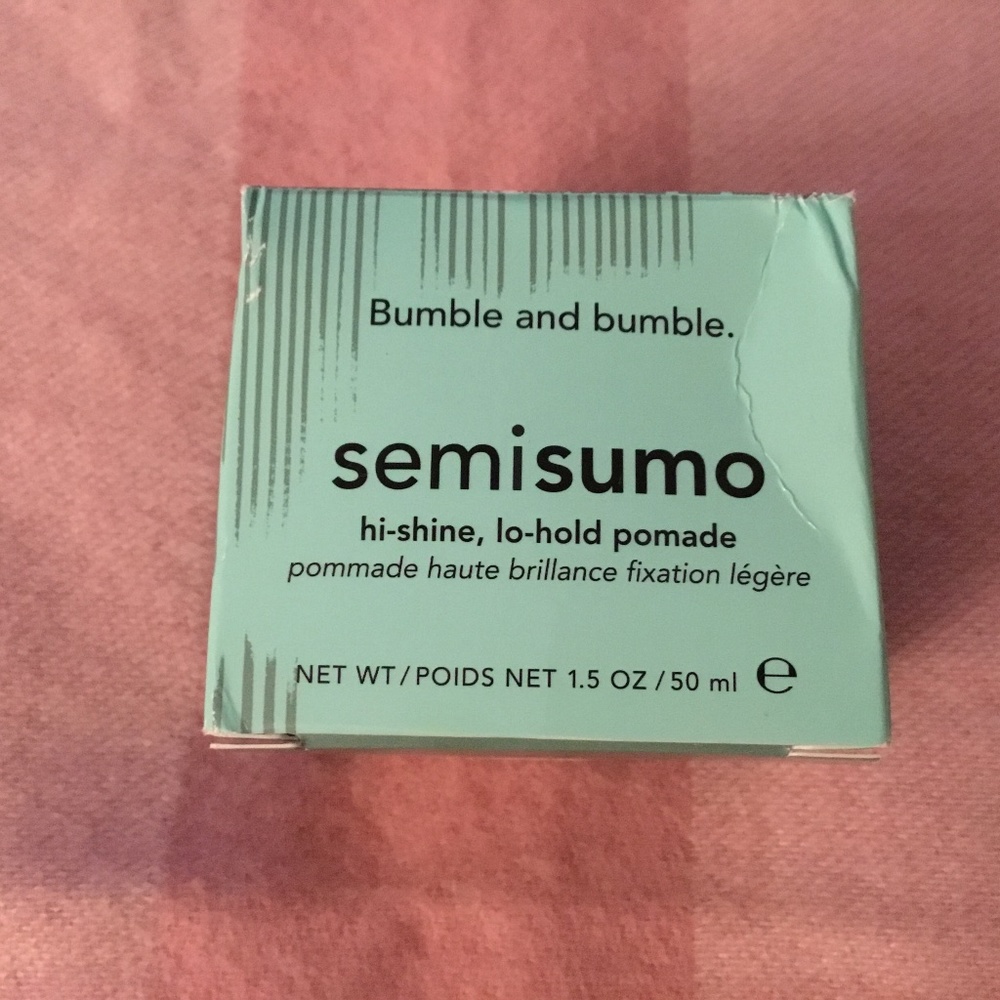 Bumble and bumble.
semisumo
hi-shine, lo-hold pomade
pommade haute brillance fixation légère
NET WT/POIDS NET 1.5 OZ/50 ml ℮